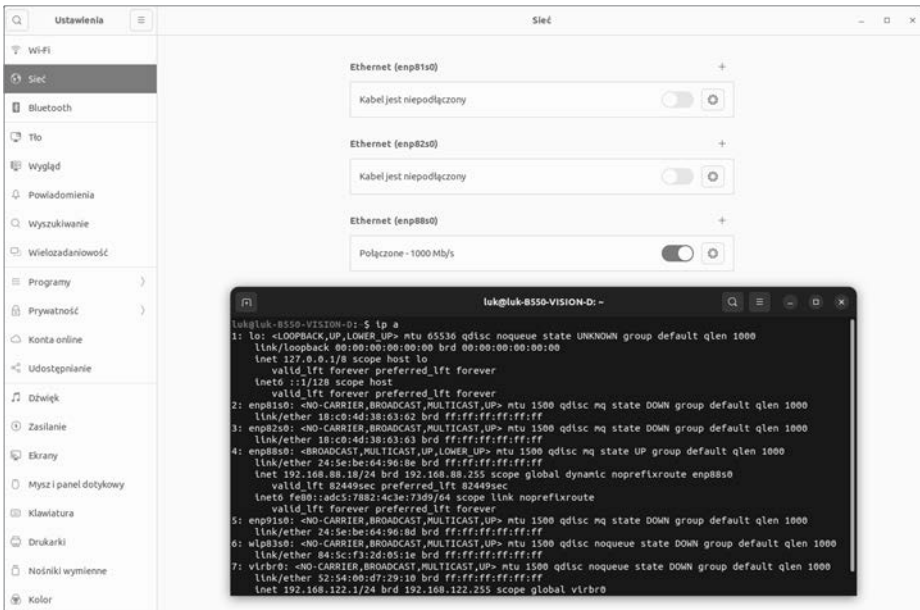 Ustawienia
Sieć
Wi-Fi
Sieć
Bluetooth
Tło
Wygląd
Powiadomienia
Wyszukiwanie
Wielozadaniowość
Programy
Prywatność
Konta online
Udostępnianie
Dźwięk
Zasilanie
Ekrany
Mysz i panel dotykowy
Klawiatura
Drukarki
Nośniki wymienne
Kolor
Ethernet (enp81s0)
Kabel jest niepodłączony
Ethernet (enp82s0)
Kabel jest niepodłączony
Ethernet (enp88s0)
Połączone - 1000 Mb/s
luk@luk-B550-VISION-D: ~
luk@luk-B550-VISION-D:~$ ip a
1: lo: <LOOPBACK,UP,LOWER_UP> mtu 65536 qdisc noqueue state UNKNOWN group default qlen 1000
link/loopback 00:00:00:00:00:00 brd 00:00:00:00:00:00
inet 127.0.0.1/8 scope host lo
valid_lft forever preferred_lft forever
inet6 ::1/128 scope host
valid_lft forever preferred_lft forever
2: enp81s0: <NO-CARRIER,BROADCAST,MULTICAST,UP> mtu 1500 qdisc mq state DOWN group default qlen 1000
link/ether 18:c0:4d:38:63:62 brd ff:ff:ff:ff:ff:ff
3: enp82s0: <NO-CARRIER,BROADCAST,MULTICAST,UP> mtu 1500 qdisc mq state DOWN group default qlen 1000
link/ether 18:c0:4d:38:63:63 brd ff:ff:ff:ff:ff:ff
4: enp88s0: <BROADCAST,MULTICAST,UP,LOWER_UP> mtu 1500 qdisc mq state UP group default qlen 1000
link/ether 24:5e:be:64:96:8e brd ff:ff:ff:ff:ff:ff
inet 192.168.88.18/24 brd 192.168.88.255 scope global dynamic noprefixroute enp88s0
valid_lft 82449sec preferred_lft 82449sec
inet6 fe80::adc5:7882:4c3e:73d9/64 scope link noprefixroute
valid_lft forever preferred_lft forever
5: enp91s0: <NO-CARRIER,BROADCAST,MULTICAST,UP> mtu 1500 qdisc mq state DOWN group default qlen 1000
link/ether 24:5e:be:64:96:8d brd ff:ff:ff:ff:ff:ff
6: wlp83s0: <NO-CARRIER,BROADCAST,MULTICAST,UP> mtu 1500 qdisc noqueue state DOWN group default qlen 1000
link/ether 84:5c:f3:2d:05:1e brd ff:ff:ff:ff:ff:ff
7: virbr0: <NO-CARRIER,BROADCAST,MULTICAST,UP> mtu 1500 qdisc noqueue state DOWN group default qlen 1000
link/ether 52:54:00:d7:29:10 brd ff:ff:ff:ff:ff:ff
inet 192.168.122.1/24 brd 192.168.122.255 scope global virbr0